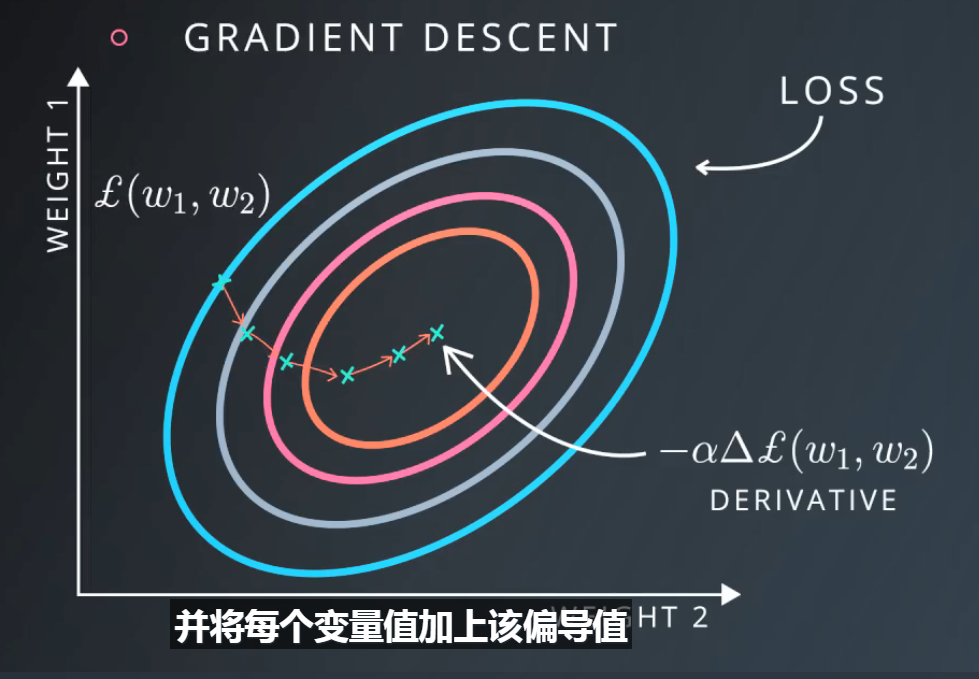 GRADIENT DESCENT
LOSS
WEIGHT 1
£(w₁, w₂)
−αΔ£(w₁, w₂)
DERIVATIVE
WEIGHT 2
并将每个变量值加上该偏导值